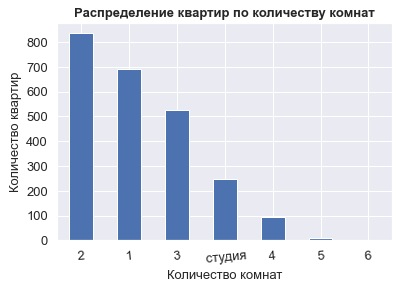 Распределение квартир по количеству комнат
Количество квартир
800
700
600
500
400
300
200
100
0
2 1 3 студия 4 5 6
Количество комнат